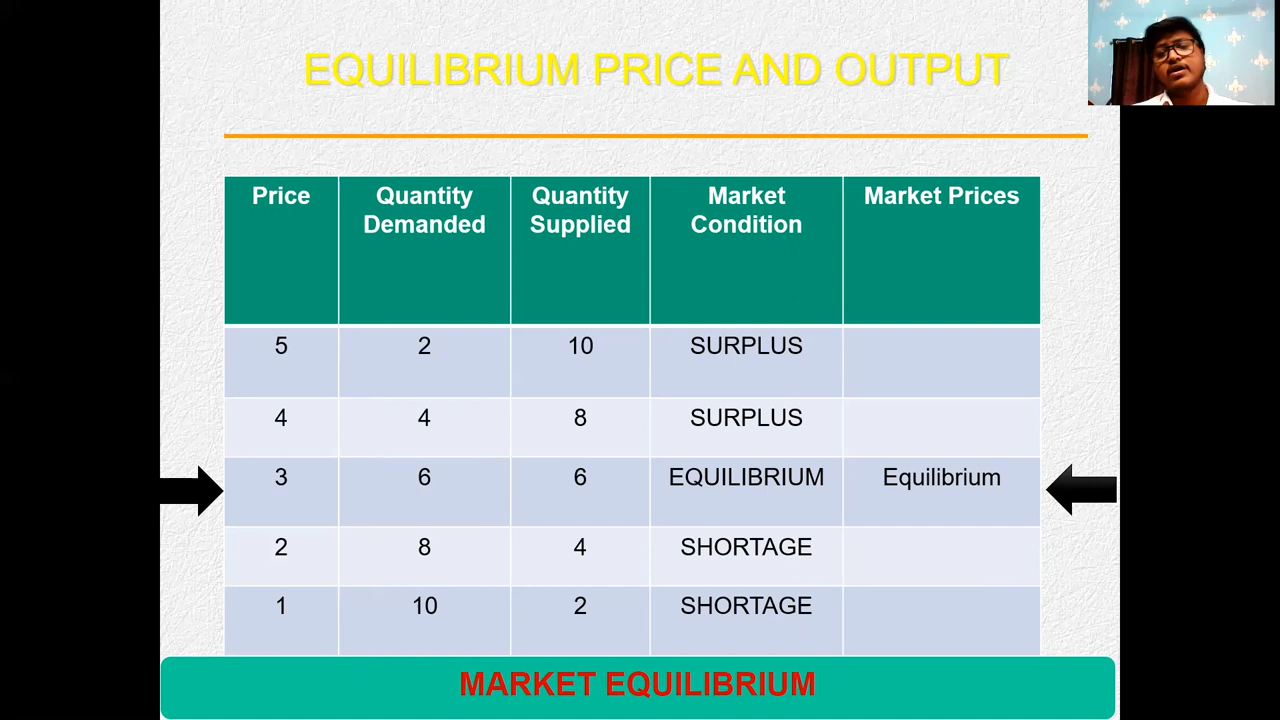 EQUILIBRIUM PRICE AND OUTPUT
Price Quantity Demanded Quantity Supplied Market Condition Market Prices
5 2 10 SURPLUS
4 4 8 SURPLUS
3 6 6 EQUILIBRIUM Equilibrium
2 8 4 SHORTAGE
1 10 2 SHORTAGE
MARKET EQUILIBRIUM